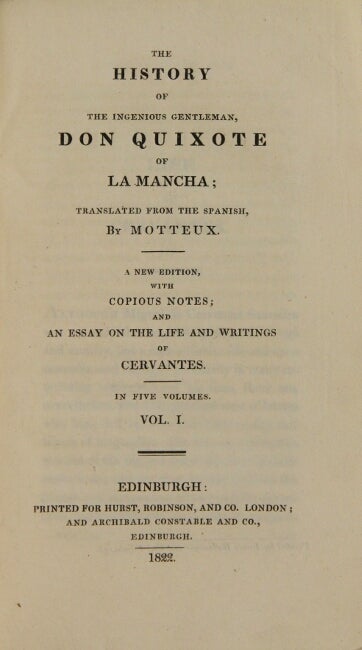 THE
HISTORY
OF
THE INGENIOUS GENTLEMAN,
DON QUIXOTE
OF
LA MANCHA;
TRANSLATED FROM THE SPANISH,
By MOTTEUX.
A NEW EDITION,
WITH
COPIOUS NOTES;
AND
AN ESSAY ON THE LIFE AND WRITINGS
OF
CERVANTES.
IN FIVE VOLUMES.
VOL. I.
EDINBURGH:
PRINTED FOR HURST, ROBINSON, AND CO. LONDON;
AND ARCHIBALD CONSTABLE AND CO.,
EDINBURGH.
1822.